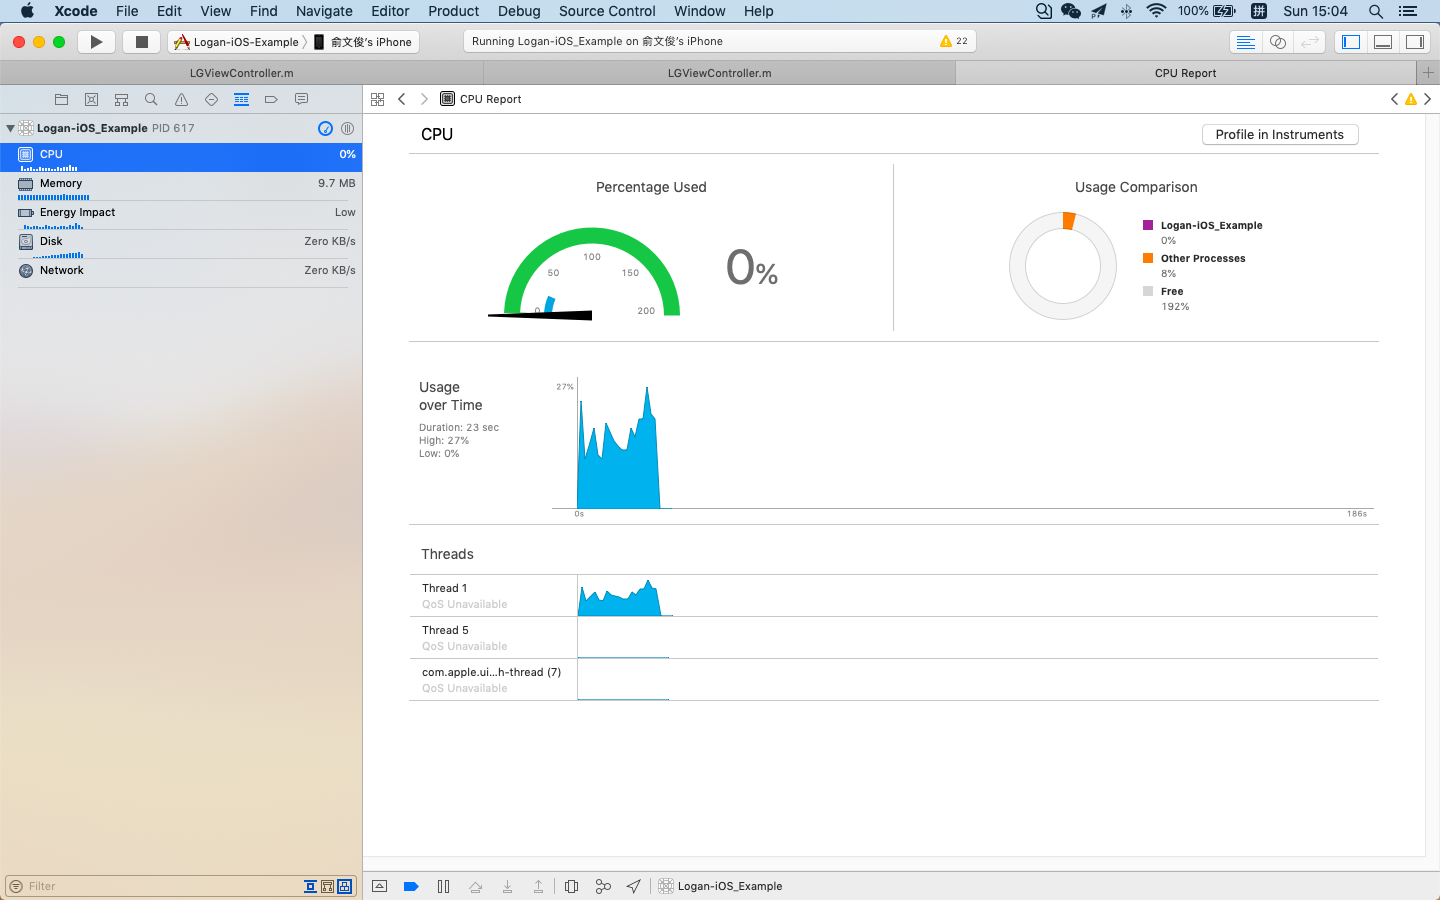 Xcode File Edit View Find Navigate Editor Product Debug Source Control Window Help 100% 拼 Sun 15:04
Logan-iOS-Example 俞文俊's iPhone Running Logan-iOS_Example on 俞文俊's iPhone 22
LGViewController.m LGViewController.m CPU Report
CPU Report
Logan-iOS_Example PID 617
CPU 0%
Memory 9.7 MB
Energy Impact Low
Disk Zero KB/s
Network Zero KB/s
Filter
CPU Profile in Instruments
Percentage Used
0
50
100
150
200
0%
Usage Comparison
Logan-iOS_Example
0%
Other Processes
8%
Free
192%
Usage
over Time
Duration: 23 sec
High: 27%
Low: 0%
27%
0s 186s
Threads
Thread 1
QoS Unavailable
Thread 5
QoS Unavailable
com.apple.ui...h-thread (7)
QoS Unavailable
Logan-iOS_Example